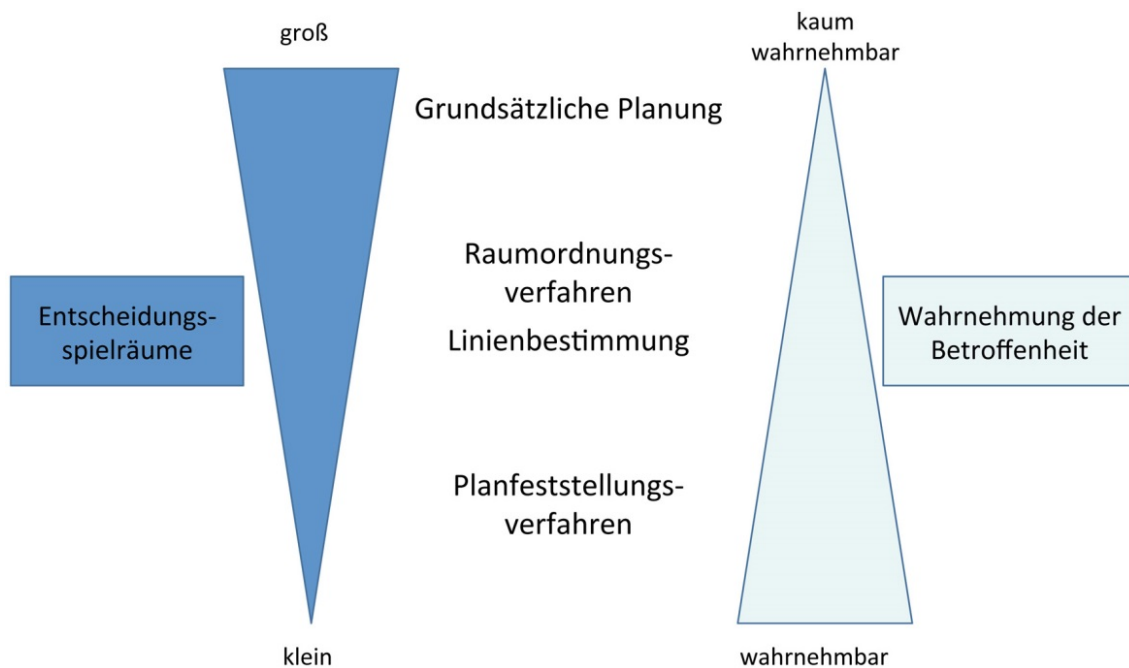 groß
kaum
wahrnehmbar
Grundsätzliche Planung
Raumordnungs-
verfahren
Entscheidungs-
spielräume
Linienbestimmung
Wahrnehmung der
Betroffenheit
Planfeststellungs-
verfahren
klein
wahrnehmbar